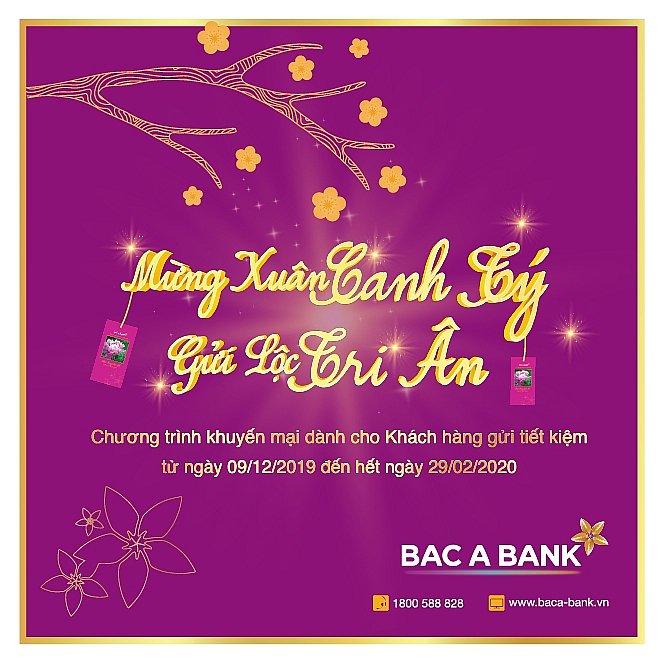 Mừng Xuân Canh Tý
Gửi Lộc Tri Ân
Chương trình khuyến mại dành cho Khách hàng gửi tiết kiệm
từ ngày 09/12/2019 đến hết ngày 29/02/2020
BAC A BANK
1800 588 828
www.baca-bank.vn